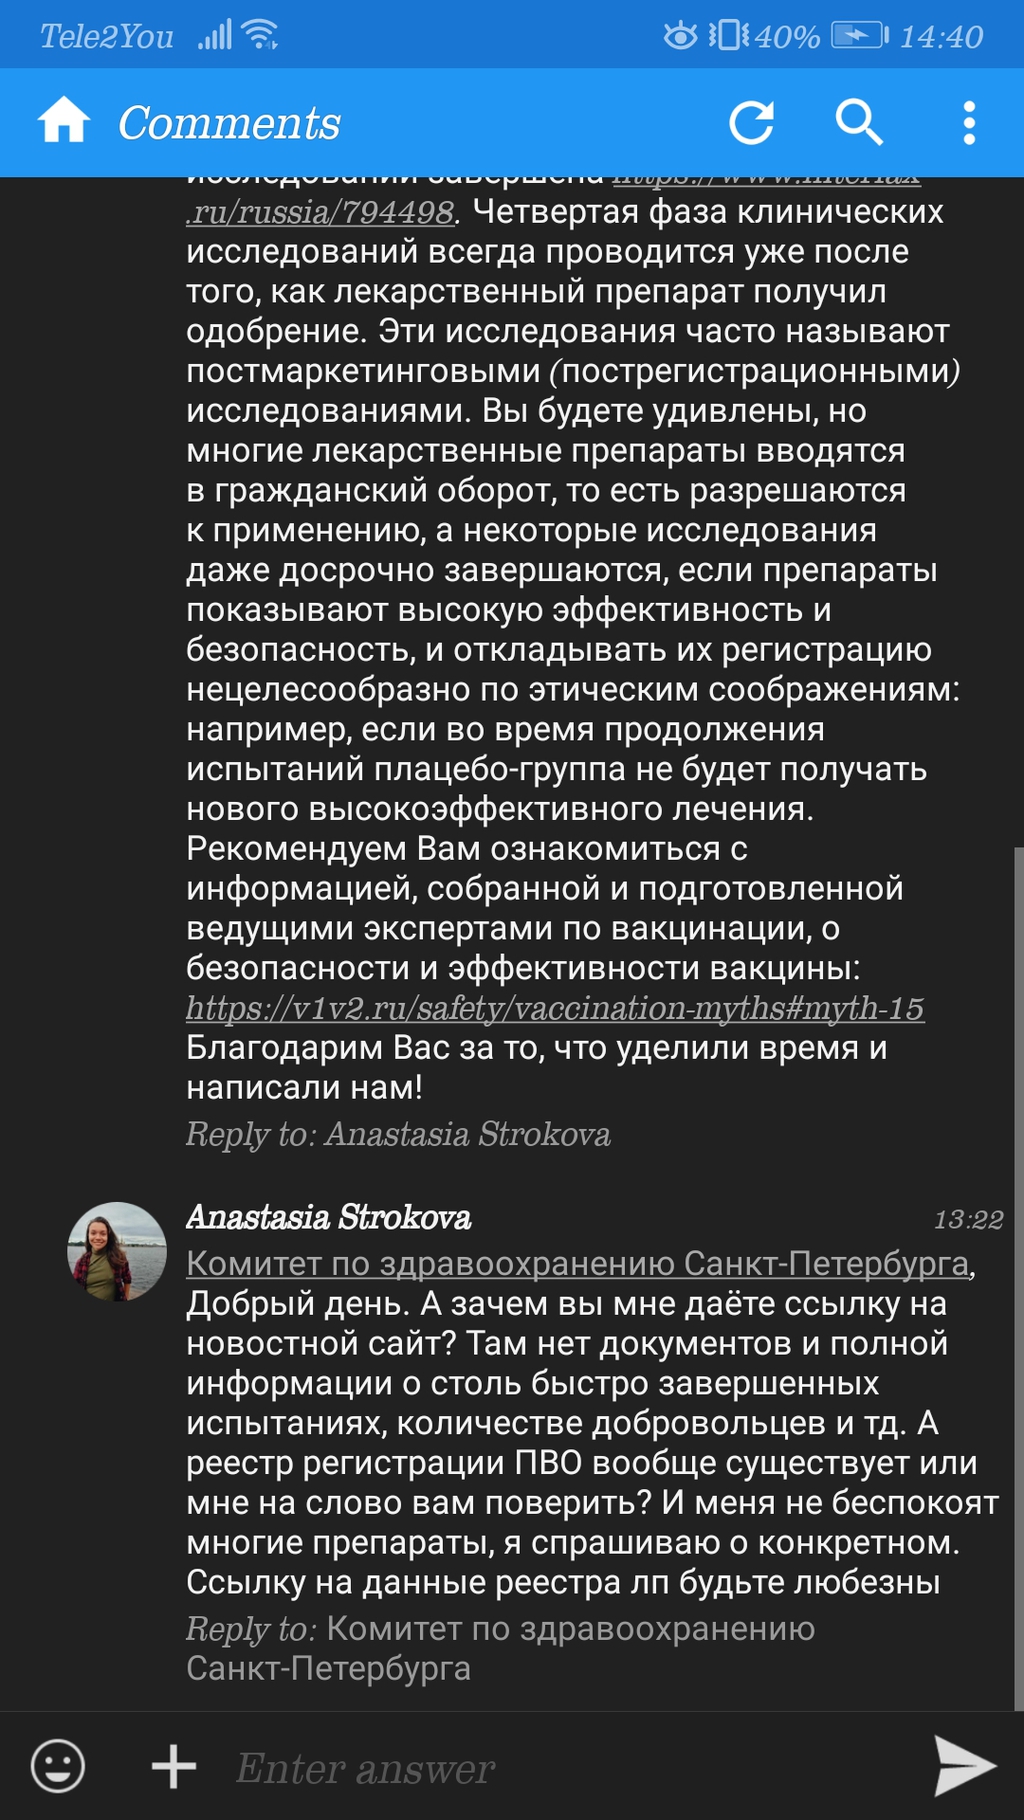 Tele2You 40% 14:40
Comments
исследований завершена https://www.interfax
.ru/russia/794498. Четвертая фаза клинических
исследований всегда проводится уже после
того, как лекарственный препарат получил
одобрение. Эти исследования часто называют
постмаркетинговыми (пострегистрационными)
исследованиями. Вы будете удивлены, но
многие лекарственные препараты вводятся
в гражданский оборот, то есть разрешаются
к применению, а некоторые исследования
даже досрочно завершаются, если препараты
показывают высокую эффективность и
безопасность, и откладывать их регистрацию
нецелесообразно по этическим соображениям:
например, если во время продолжения
испытаний плацебо-группа не будет получать
нового высокоэффективного лечения.
Рекомендуем Вам ознакомиться с
информацией, собранной и подготовленной
ведущими экспертами по вакцинации, о
безопасности и эффективности вакцины:
https://v1v2.ru/safety/vaccination-myths#myth-15
Благодарим Вас за то, что уделили время и
написали нам!
Reply to: Anastasia Strokova
Anastasia Strokova 13:22
Комитет по здравоохранению Санкт-Петербурга,
Добрый день. А зачем вы мне даёте ссылку на
новостной сайт? Там нет документов и полной
информации о столь быстро завершенных
испытаниях, количестве добровольцев и тд. А
реестр регистрации ПВО вообще существует или
мне на слово вам поверить? И меня не беспокоят
многие препараты, я спрашиваю о конкретном.
Ссылку на данные реестра лп будьте любезны
Reply to: Комитет по здравоохранению
Санкт-Петербурга
Enter answer